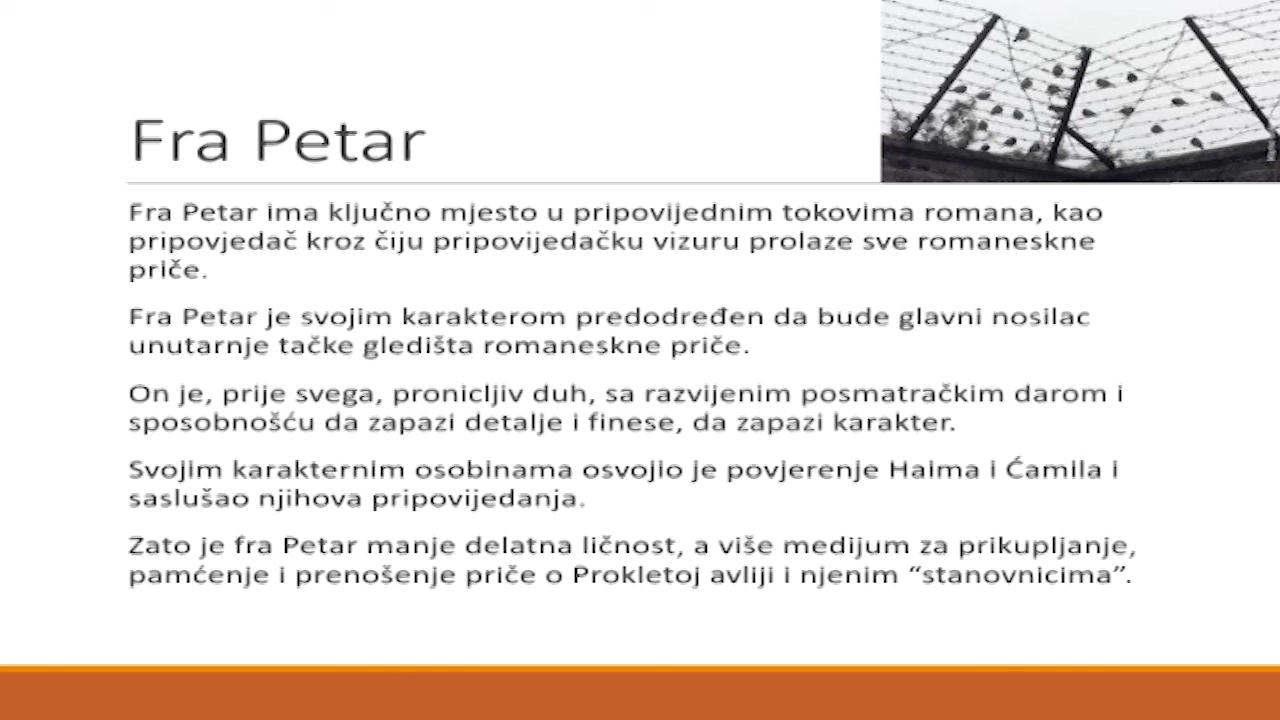 Fra Petar
Fra Petar ima ključno mjesto u pripovijednim tokovima romana, kao
pripovjedač kroz čiju pripovijedačku vizuru prolaze sve romaneskne
priče.
Fra Petar je svojim karakterom predodređen da bude glavni nosilac
unutarnje tačke gledišta romaneskne priče.
On je, prije svega, pronicljiv duh, sa razvijenim posmatračkim darom i
sposobnošću da zapazi detalje i finese, da zapazi karakter.
Svojim karakternim osobinama osvojio je povjerenje Haima i Ćamila i
saslušao njihova pripovijedanja.
Zato je fra Petar manje delatna ličnost, a više medijum za prikupljanje,
pamćenje i prenošenje priče o Prokletoj avliji i njenim “stanovnicima”.